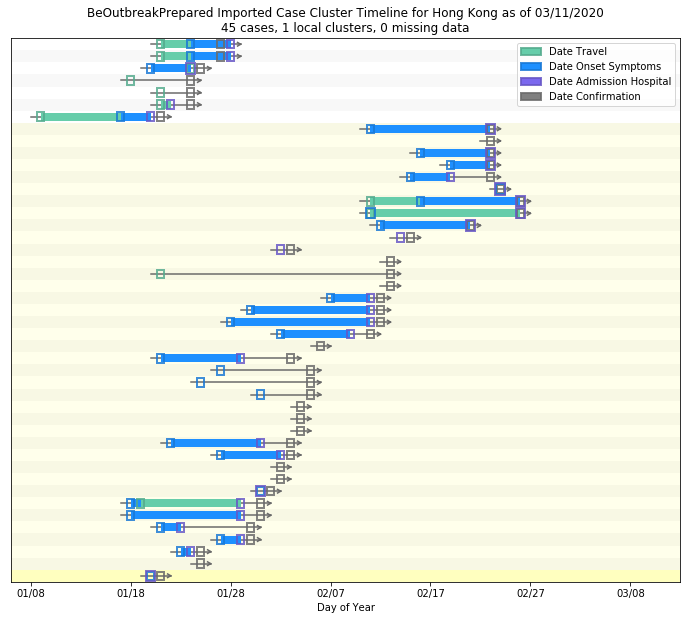 BeOutbreakPrepared Imported Case Cluster Timeline for Hong Kong as of 03/11/2020
45 cases, 1 local clusters, 0 missing data
Date Travel
Date Onset Symptoms
Date Admission Hospital
Date Confirmation
01/08 01/18 01/28 02/07 02/17 02/27 03/08
Day of Year